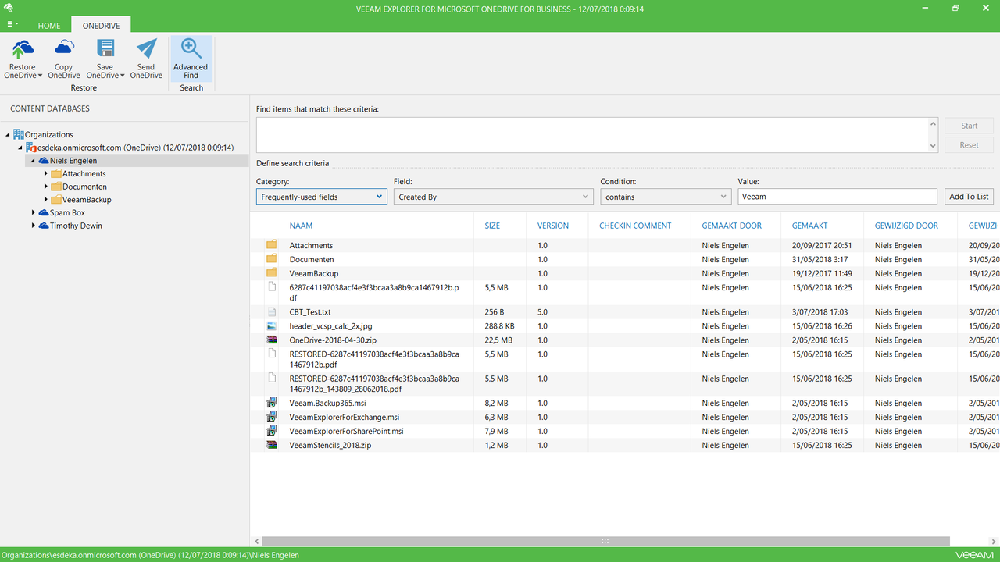 VEEAM EXPLORER FOR MICROSOFT ONEDRIVE FOR BUSINESS - 12/07/2018 0:09:14
HOME
ONEDRIVE
Restore
OneDrive
Copy
OneDrive
Save
OneDrive
Send
OneDrive
Advanced
Find
Restore
Search
CONTENT DATABASES
Organizations
esdeka.onmicrosoft.com (OneDrive) (12/07/2018 0:09:14)
Niels Engelen
Attachments
Documenten
VeeamBackup
Spam Box
Timothy Dewin
Find items that match these criteria:
Start
Reset
Define search criteria
Category: Field: Condition: Value:
Frequently-used fields Created By contains Veeam Add To List
NAAM SIZE VERSION CHECKIN COMMENT GEMAAKT DOOR GEMAAKT GEWIJZIGD DOOR GEWIJZI
Attachments 1.0 Niels Engelen 20/09/2017 20:51 Niels Engelen 20/09/20
Documenten 1.0 Niels Engelen 31/05/2018 3:17 Niels Engelen 31/05/20
VeeamBackup 1.0 Niels Engelen 19/12/2017 11:49 Niels Engelen 19/12/20
6287c41197038acf4e3f3bcaa3a8b9ca1467912b.p 5,5 MB 1.0 Niels Engelen 15/06/2018 16:25 Niels Engelen 15/06/20
df
CBT_Test.txt 256 B 5.0 Niels Engelen 3/07/2018 17:03 Niels Engelen 3/07/201
header_vcsp_calc_2x.jpg 288,8 KB 1.0 Niels Engelen 15/06/2018 16:26 Niels Engelen 15/06/20
OneDrive-2018-04-30.zip 22,5 MB 1.0 Niels Engelen 2/05/2018 16:15 Niels Engelen 2/05/201
RESTORED-6287c41197038acf4e3f3bcaa3a8b9ca 5,5 MB 1.0 Niels Engelen 15/06/2018 16:25 Niels Engelen 15/06/20
1467912b.pdf
RESTORED-6287c41197038acf4e3f3bcaa3a8b9ca 5,5 MB 1.0 Niels Engelen 15/06/2018 16:25 Niels Engelen 15/06/20
1467912b_143809_28062018.pdf
Veeam.Backup365.msi 8,2 MB 1.0 Niels Engelen 2/05/2018 16:15 Niels Engelen 2/05/201
VeeamExplorerForExchange.msi 6,3 MB 1.0 Niels Engelen 2/05/2018 16:15 Niels Engelen 2/05/201
VeeamExplorerForSharePoint.msi 7,9 MB 1.0 Niels Engelen 2/05/2018 16:15 Niels Engelen 2/05/201
VeeamStencils_2018.zip 1,2 MB 1.0 Niels Engelen 15/06/2018 16:25 Niels Engelen 15/06/20
Organizations\esdeka.onmicrosoft.com (OneDrive) (12/07/2018 0:09:14)\Niels Engelen
VEEAM